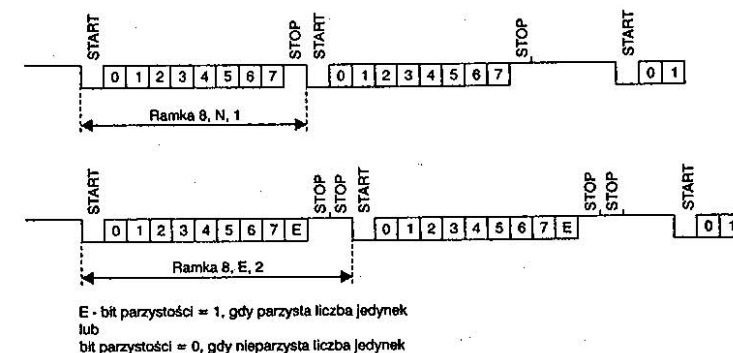 START STOP START STOP START
0 1 2 3 4 5 6 7 0 1 2 3 4 5 6 7 0 1
Ramka 8, N, 1
START STOP STOP START STOP STOP START
0 1 2 3 4 5 6 7 E 0 1 2 3 4 5 6 7 E 0 1
Ramka 8, E, 2
E - bit parzystości = 1, gdy parzysta liczba jedynek
lub
bit parzystości = 0, gdy nieparzysta liczba jedynek